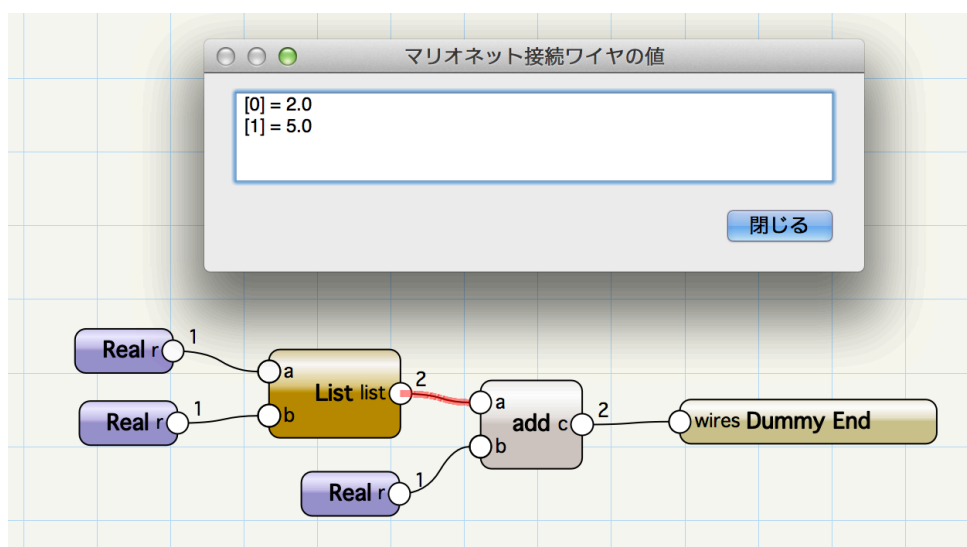 マリオネット接続ワイヤの値
[0] = 2.0
[1] = 5.0
閉じる
Real r 1
a
List list 2
b
Real r 1
a
add c 2
b
wires Dummy End
Real r 1